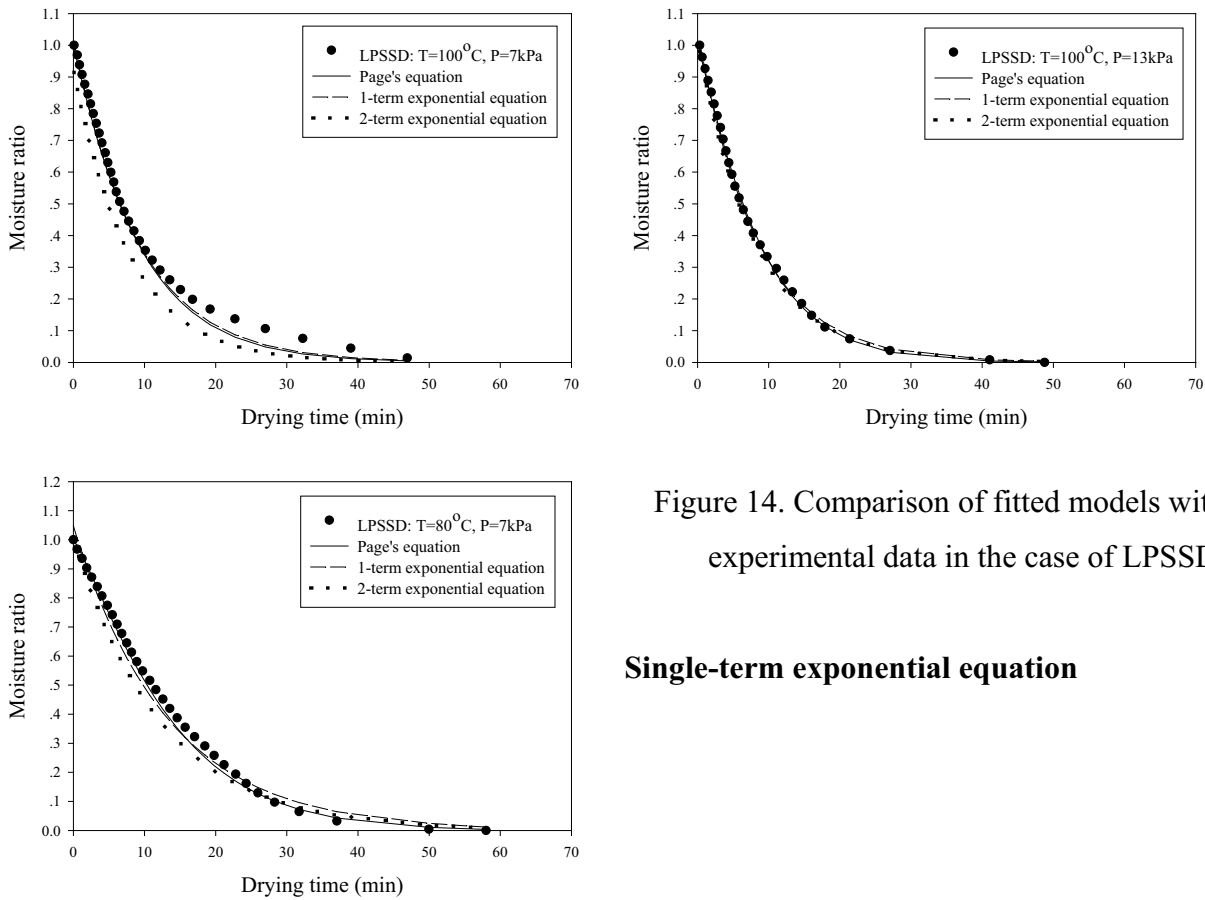 1.1
1.0
.9
.8
.7
.6
.5
.4
.3
.2
.1
0.0
Moisture ratio
LPSSD: T=100°C, P=7kPa
Page's equation
1-term exponential equation
2-term exponential equation
0 10 20 30 40 50 60 70
Drying time (min)
1.1
1.0
.9
.8
.7
.6
.5
.4
.3
.2
.1
0.0
Moisture ratio
LPSSD: T=100°C, P=13kPa
Page's equation
1-term exponential equation
2-term exponential equation
0 10 20 30 40 50 60 70
Drying time (min)
1.2
1.1
1.0
.9
.8
.7
.6
.5
.4
.3
.2
.1
0.0
Moisture ratio
LPSSD: T=80°C, P=7kPa
Page's equation
1-term exponential equation
2-term exponential equation
0 10 20 30 40 50 60 70
Drying time (min)
Figure 14. Comparison of fitted models wit
experimental data in the case of LPSSD
Single-term exponential equation